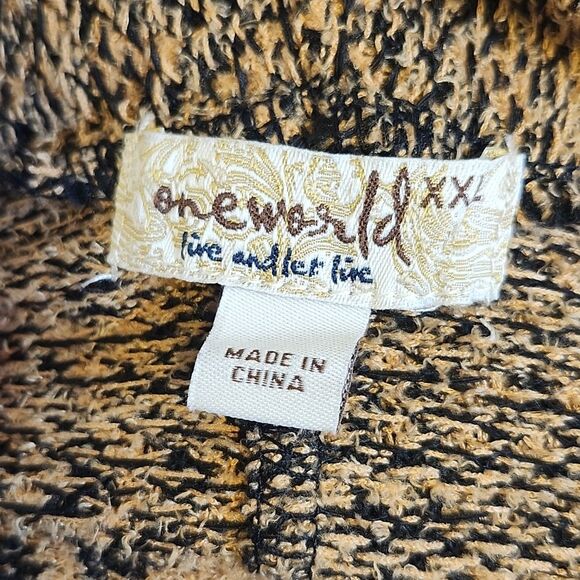 oneworld XXL
live and let live
MADE IN
CHINA